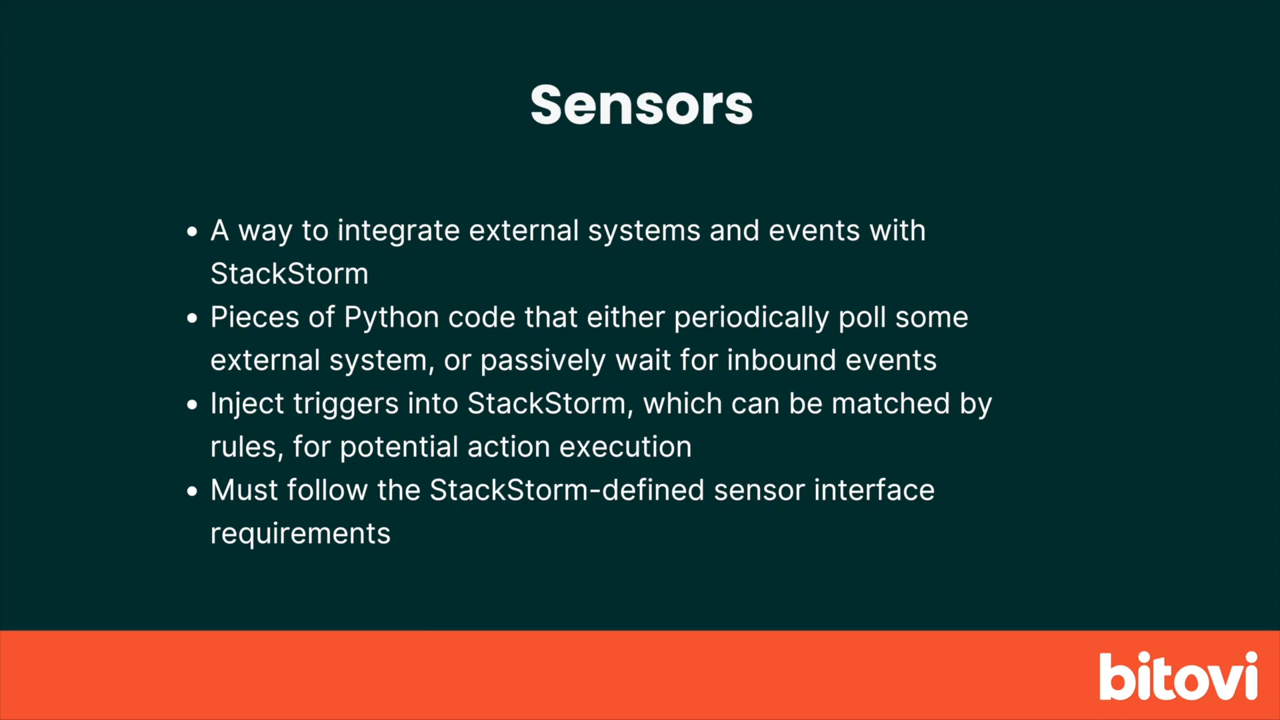 Sensors
• A way to integrate external systems and events with
StackStorm
• Pieces of Python code that either periodically poll some
external system, or passively wait for inbound events
• Inject triggers into StackStorm, which can be matched by
rules, for potential action execution
• Must follow the StackStorm-defined sensor interface
requirements
bitovi